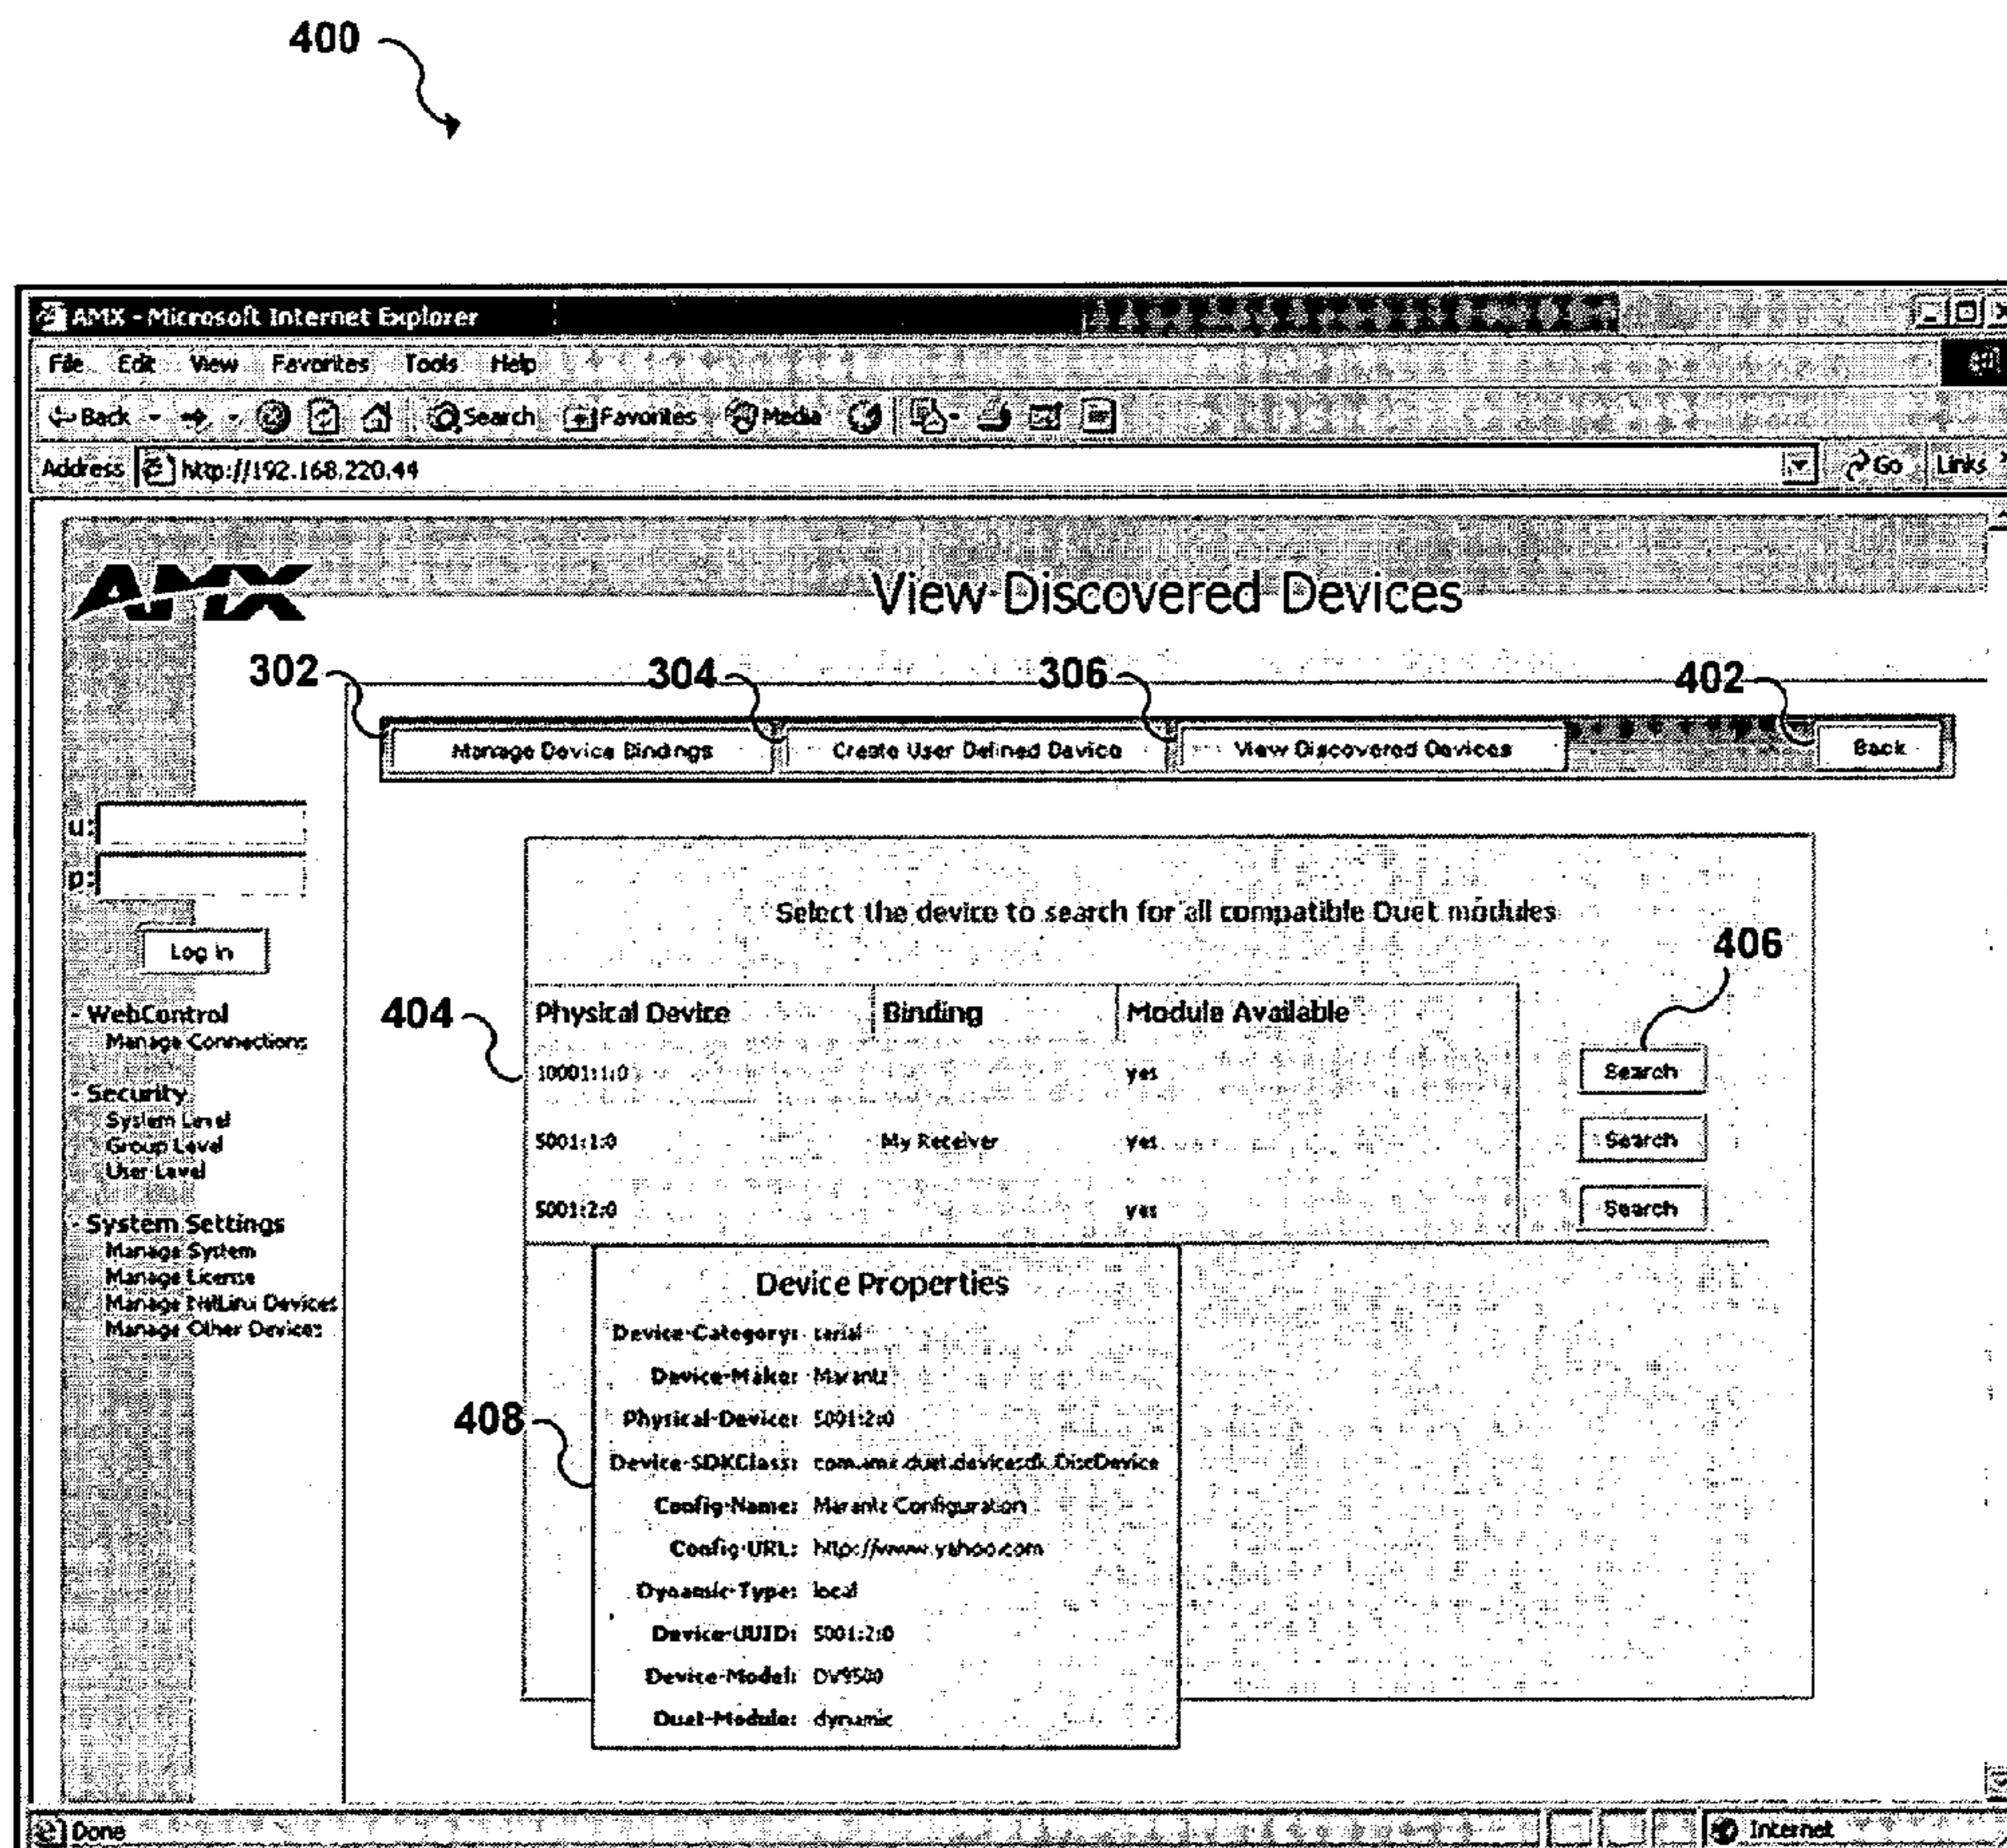 400
AMX - Microsoft Internet Explorer
File Edit View Favorites Tools Help
Back Search Favorites Media
Address http://192.168.220.44 Go Links
AMX
View Discovered Devices
302 304 306 402
Manage Device Bindings Create User Defined Device View Discovered Devices Back
u:
p:
Log in
- WebControl
Manage Connections
- Security
System Level
Group Level
User Level
- System Settings
Manage System
Manage License
Manage NetLinx Devices
Manage Other Devices
Select the device to search for all compatible Duet modules
406
404
Physical Device Binding Module Available
10001:1:0 yes Search
5001:1:0 My Receiver yes Search
5001:2:0 yes Search
Device Properties
Device-Category: serial
Device-Make: Marantz
Physical-Device: 5001:2:0
408
Device-SDKClass: com.amx.duet.devicesdk.DiscDevice
Config-Name: Marantz Configuration
Config-URL: http://www.yahoo.com
Dynamic-Type: local
Device-UUID: 5001:2:0
Device-Model: DV9500
Duet-Module: dynamic
Done Internet